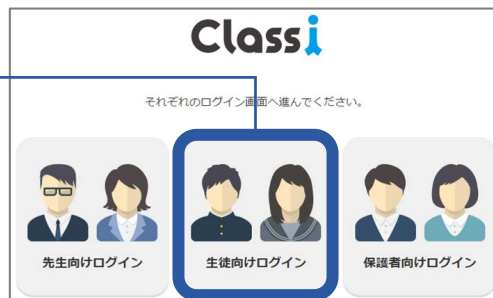 Classi
それぞれのログイン画面へ進んでください。
先生向けログイン
生徒向けログイン
保護者向けログイン